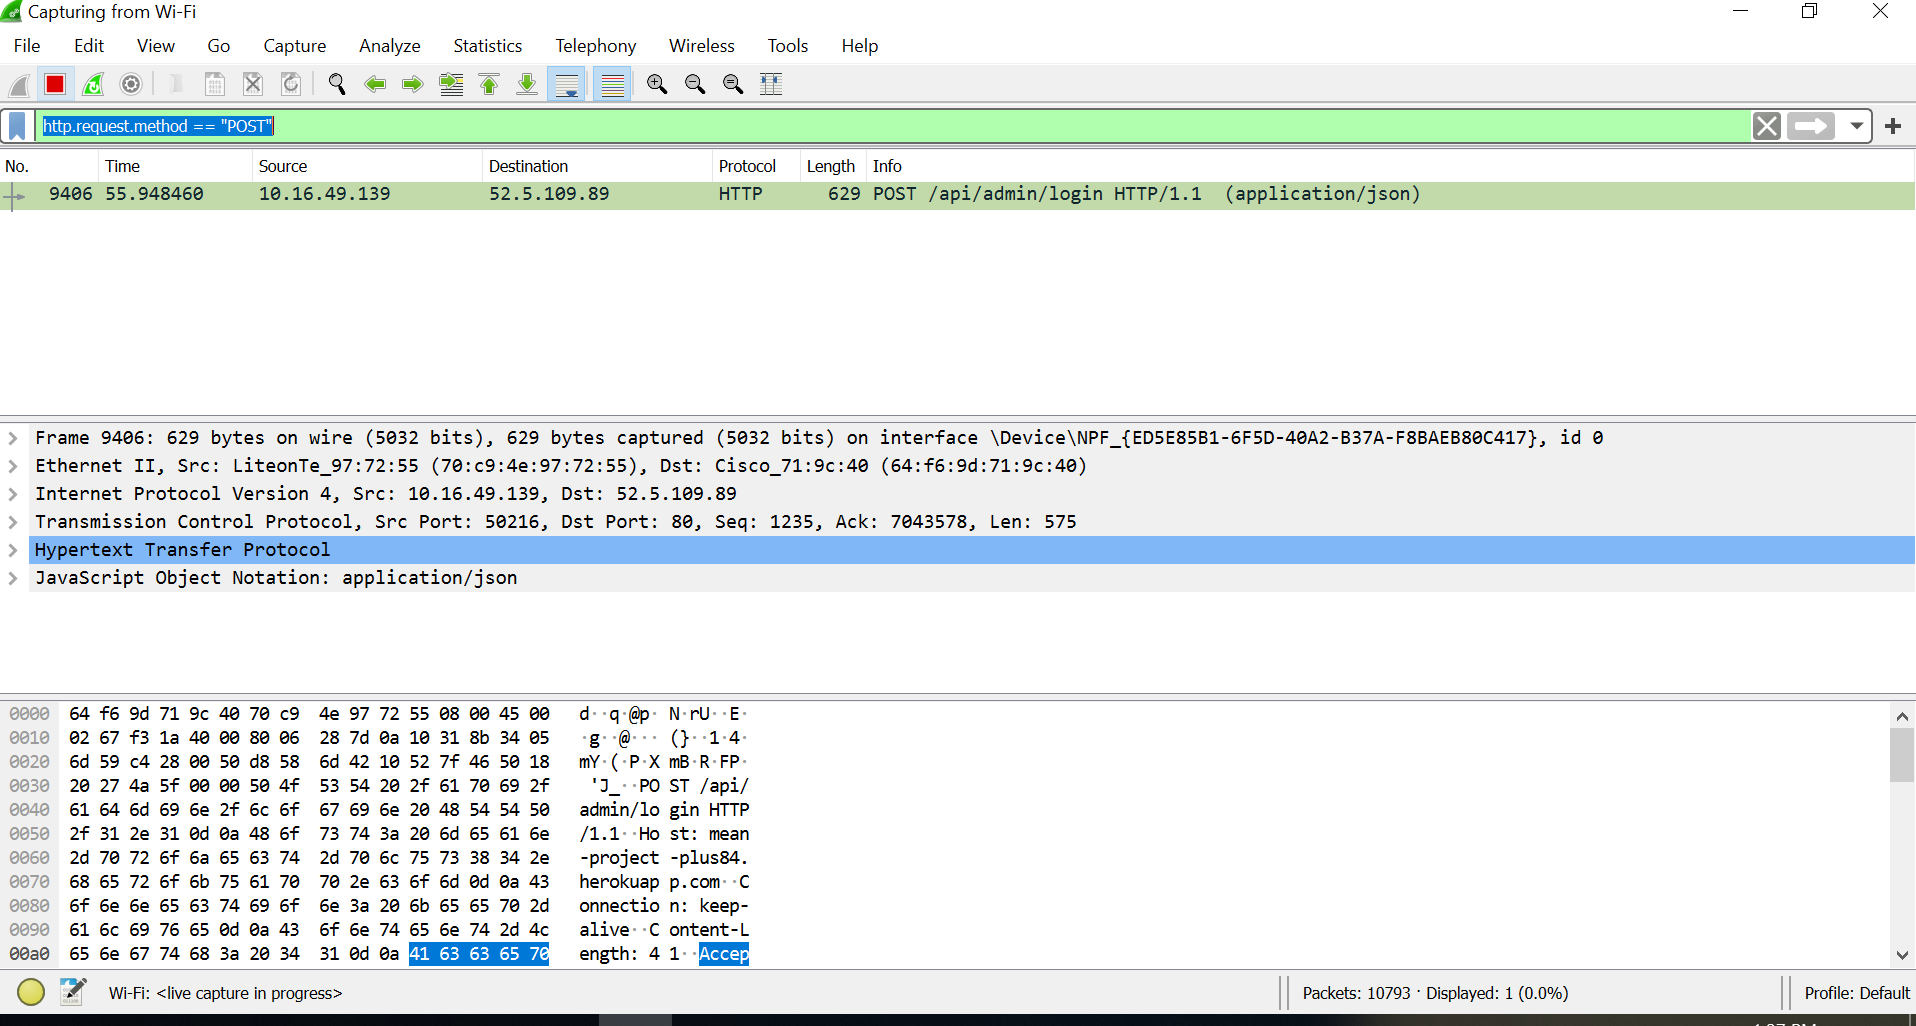 Capturing from Wi-Fi
File Edit View Go Capture Analyze Statistics Telephony Wireless Tools Help
http.request.method == "POST"
No. Time Source Destination Protocol Length Info
9406 55.948460 10.16.49.139 52.5.109.89 HTTP 629 POST /api/admin/login HTTP/1.1 (application/json)
Frame 9406: 629 bytes on wire (5032 bits), 629 bytes captured (5032 bits) on interface \Device\NPF_{ED5E85B1-6F5D-40A2-B37A-F8BAEB80C417}, id 0
Ethernet II, Src: LiteonTe_97:72:55 (70:c9:4e:97:72:55), Dst: Cisco_71:9c:40 (64:f6:9d:71:9c:40)
Internet Protocol Version 4, Src: 10.16.49.139, Dst: 52.5.109.89
Transmission Control Protocol, Src Port: 50216, Dst Port: 80, Seq: 1235, Ack: 7043578, Len: 575
Hypertext Transfer Protocol
JavaScript Object Notation: application/json
0000 64 f6 9d 71 9c 40 70 c9 4e 97 72 55 08 00 45 00 d··q·@p· N·rU··E·
0010 02 67 f3 1a 40 00 80 06 28 7d 0a 10 31 8b 34 05 ·g··@··· (}··1·4·
0020 6d 59 c4 28 00 50 d8 58 6d 42 10 52 7f 46 50 18 mY·(·P·X mB·R·FP·
0030 20 27 4a 5f 00 00 50 4f 53 54 20 2f 61 70 69 2f 'J_··PO ST /api/
0040 61 64 6d 69 6e 2f 6c 6f 67 69 6e 20 48 54 54 50 admin/lo gin HTTP
0050 2f 31 2e 31 0d 0a 48 6f 73 74 3a 20 6d 65 61 6e /1.1··Ho st: mean
0060 2d 70 72 6f 6a 65 63 74 2d 70 6c 75 73 38 34 2e -project -plus84.
0070 68 65 72 6f 6b 75 61 70 70 2e 63 6f 6d 0d 0a 43 herokuap p.com··C
0080 6f 6e 6e 65 63 74 69 6f 6e 3a 20 6b 65 65 70 2d onnectio n: keep-
0090 61 6c 69 76 65 0d 0a 43 6f 6e 74 65 6e 74 2d 4c alive··C ontent-L
00a0 65 6e 67 74 68 3a 20 34 31 0d 0a 41 63 63 65 70 ength: 4 1··Accep
Wi-Fi: <live capture in progress> Packets: 10793 · Displayed: 1 (0.0%) Profile: Default